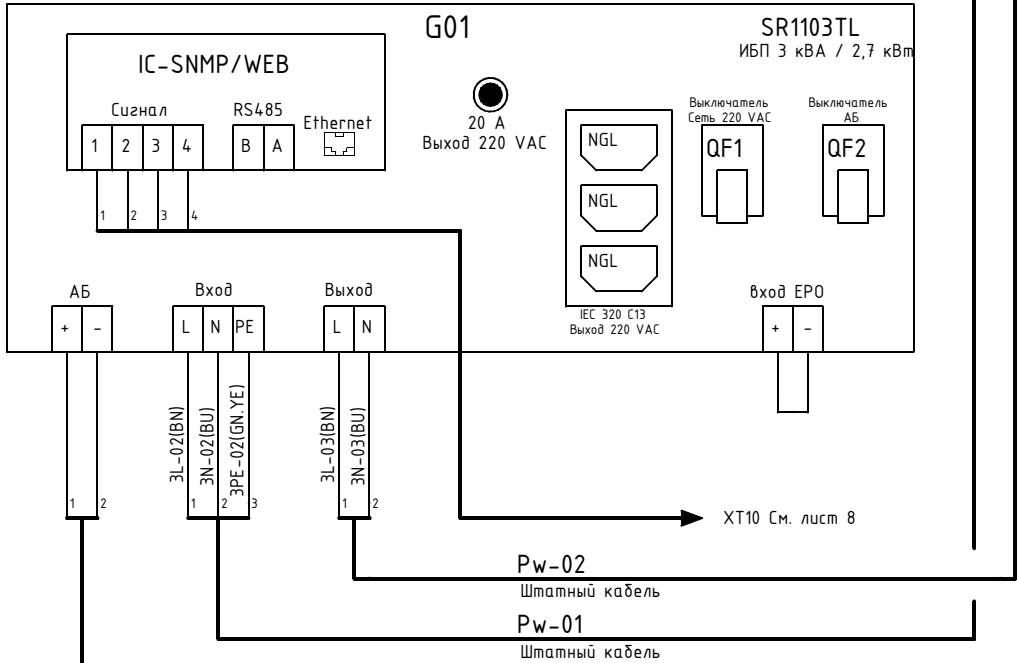 G01
SR1103TL
ИБП 3 кВА / 2,7 кВт
IC-SNMP/WEB
Сигнал
RS485
Ethernet
1 2 3 4
B A
20 А
Выход 220 VAC
NGL
NGL
NGL
IEC 320 C13
Выход 220 VAC
Выключатель
Сеть 220 VAC
QF1
Выключатель
АБ
QF2
1 2 3 4
АБ
+ -
Вход
L N PE
Выход
L N
вход EPO
+ -
3L-02(BN)
3N-02(BU)
3PE-02(GN.YE)
3L-03(BN)
3N-03(BU)
1 2
1 2 3
1 2
XT10 См. лист 8
Pw-02
Штатный кабель
Pw-01
Штатный кабель